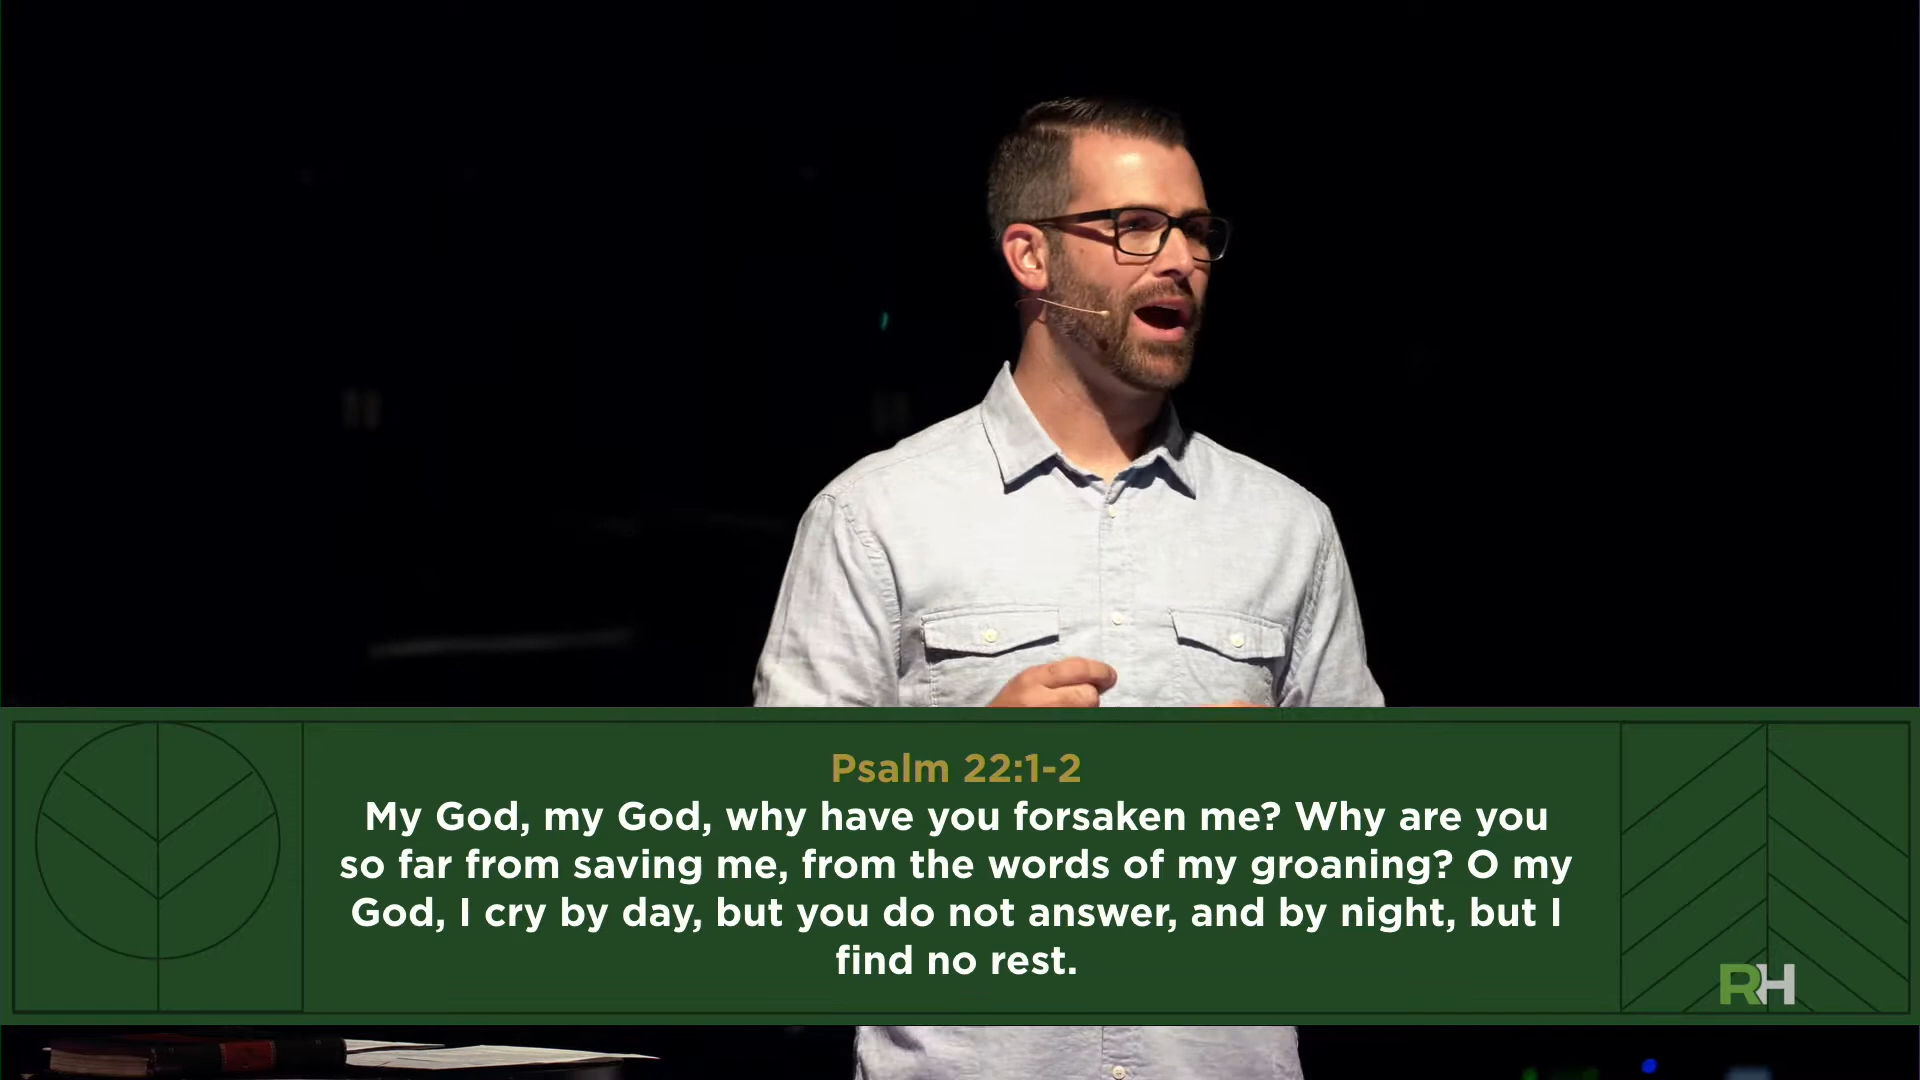 Psalm 22:1-2
My God, my God, why have you forsaken me? Why are you
so far from saving me, from the words of my groaning? O my
God, I cry by day, but you do not answer, and by night, but I
find no rest.
RH